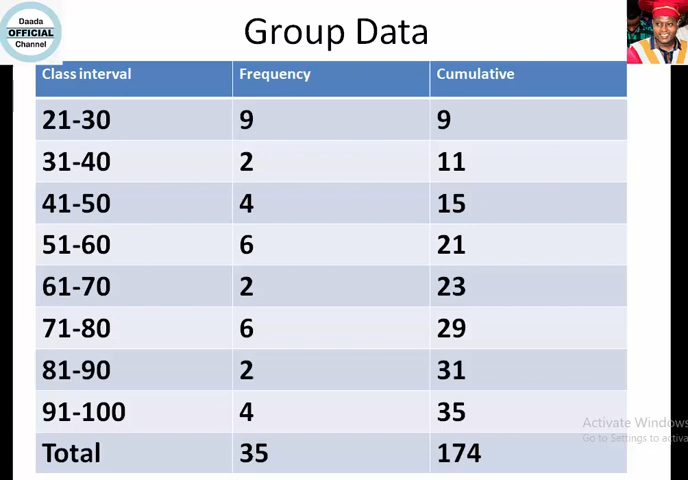 Daada
OFFICIAL
Channel
Group Data
Class interval Frequency Cumulative
21-30 9 9
31-40 2 11
41-50 4 15
51-60 6 21
61-70 2 23
71-80 6 29
81-90 2 31
91-100 4 35
Total 35 174
Activate Windows
Go to Settings to activa